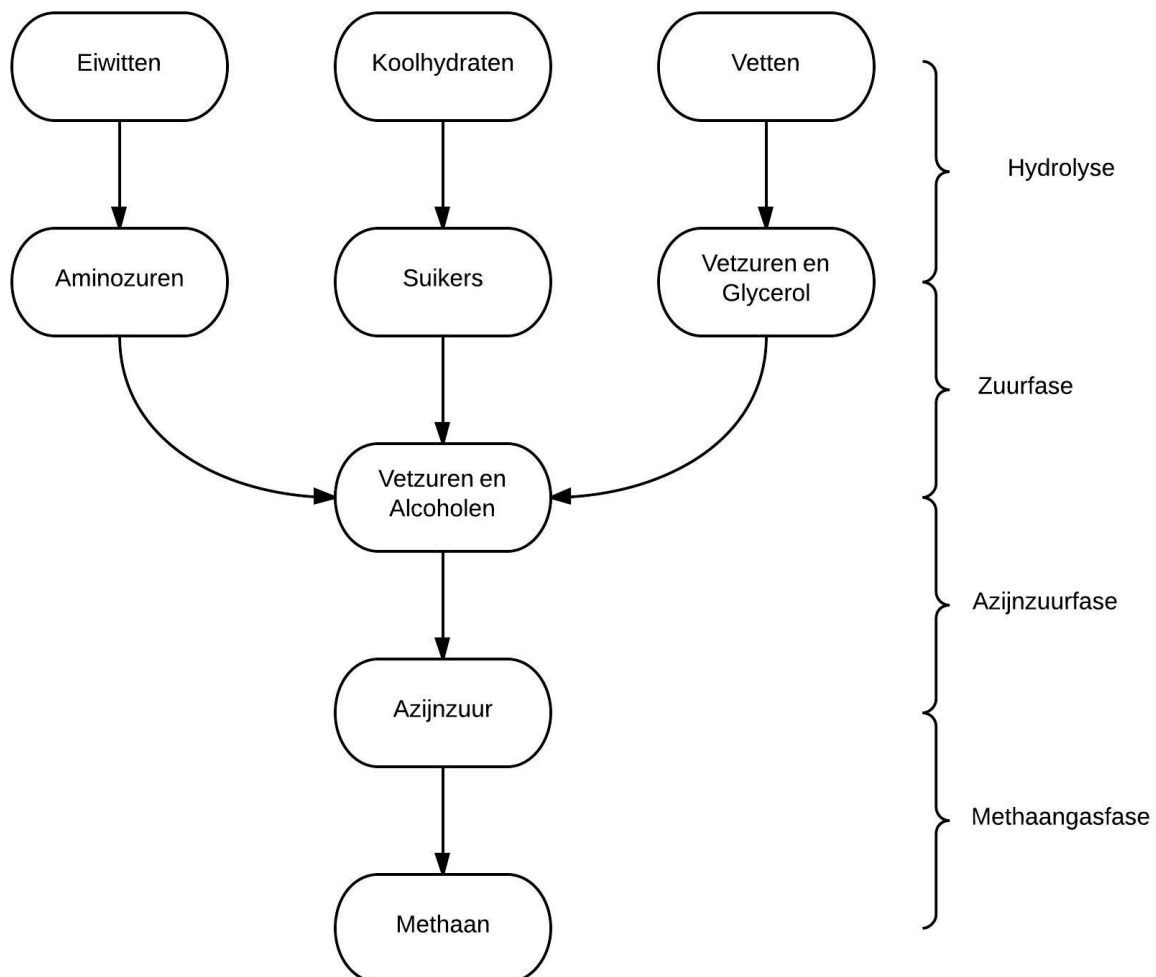 Eiwitten
Koolhydraten
Vetten
Hydrolyse
Aminozuren
Suikers
Vetzuren en
Glycerol
Zuurfase
Vetzuren en
Alcoholen
Azijnzuurfase
Azijnzuur
Methaangasfase
Methaan